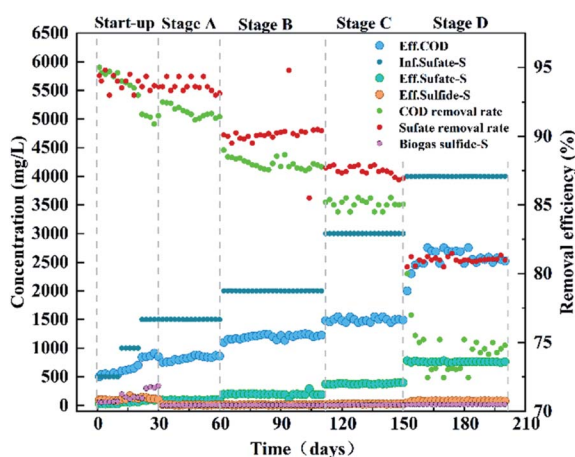 Start-up Stage A Stage B Stage C Stage D
6500
6000
5500
5000
4500
4000
3500
3000
2500
2000
1500
1000
500
0
Concentration (mg/L)
Eff.COD
Inf.Sufate-S
Eff.Sufate-S
Eff.Sulfide-S
COD removal rate
Sufate removal rate
Biogas sulfide-S
95
90
85
80
75
70
Removal efficiency (%)
0 30 60 90 120 150 180 210
Time (days)